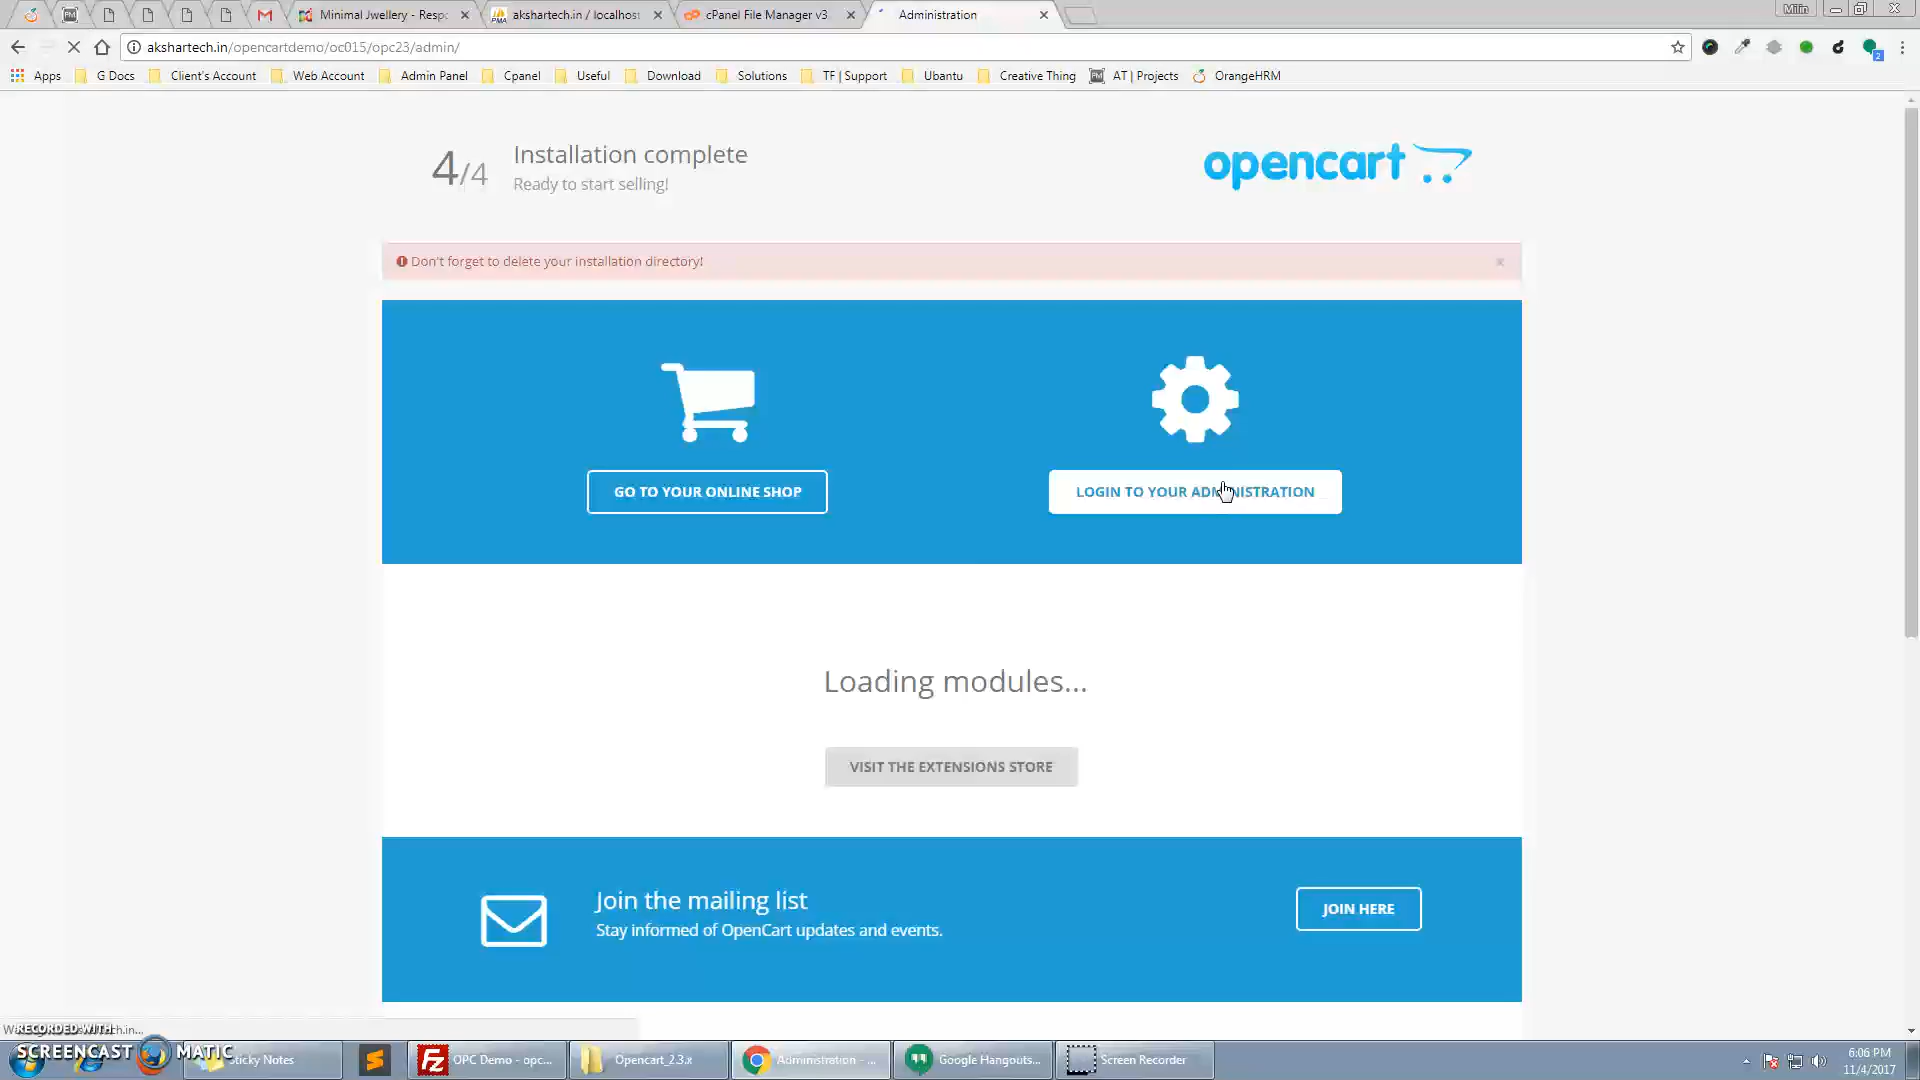 Minimal Jwellery - Respo
akshartech.in / localhost
cPanel File Manager v3
Administration
Milin
akshartech.in/opencartdemo/oc015/opc23/admin/
Apps
G Docs
Client's Account
Web Account
Admin Panel
Cpanel
Useful
Download
Solutions
TF | Support
Ubantu
Creative Thing
AT | Projects
OrangeHRM
4/4
Installation complete
Ready to start selling!
opencart
Don't forget to delete your installation directory!
GO TO YOUR ONLINE SHOP
LOGIN TO YOUR ADMINISTRATION
Loading modules...
VISIT THE EXTENSIONS STORE
Join the mailing list
Stay informed of OpenCart updates and events.
JOIN HERE
RECORDED WITH
SCREENCAST MATIC
Sticky Notes
OPC Demo - opc...
Opencart_2.3.x
Administration - ...
Google Hangouts...
Screen Recorder
6:06 PM
11/4/2017